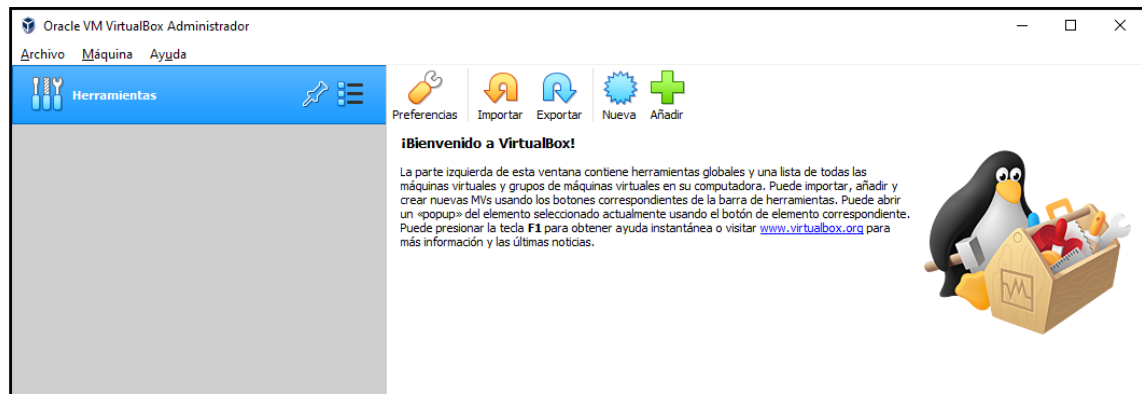 Oracle VM VirtualBox Administrador
Archivo Máquina Ayuda
Herramientas
Preferencias Importar Exportar Nueva Añadir
¡Bienvenido a VirtualBox!
La parte izquierda de esta ventana contiene herramientas globales y una lista de todas las
máquinas virtuales y grupos de máquinas virtuales en su computadora. Puede importar, añadir y
crear nuevas MVs usando los botones correspondientes de la barra de herramientas. Puede abrir
un «popup» del elemento seleccionado actualmente usando el botón de elemento correspondiente.
Puede presionar la tecla F1 para obtener ayuda instantánea o visitar www.virtualbox.org para
más información y las últimas noticias.